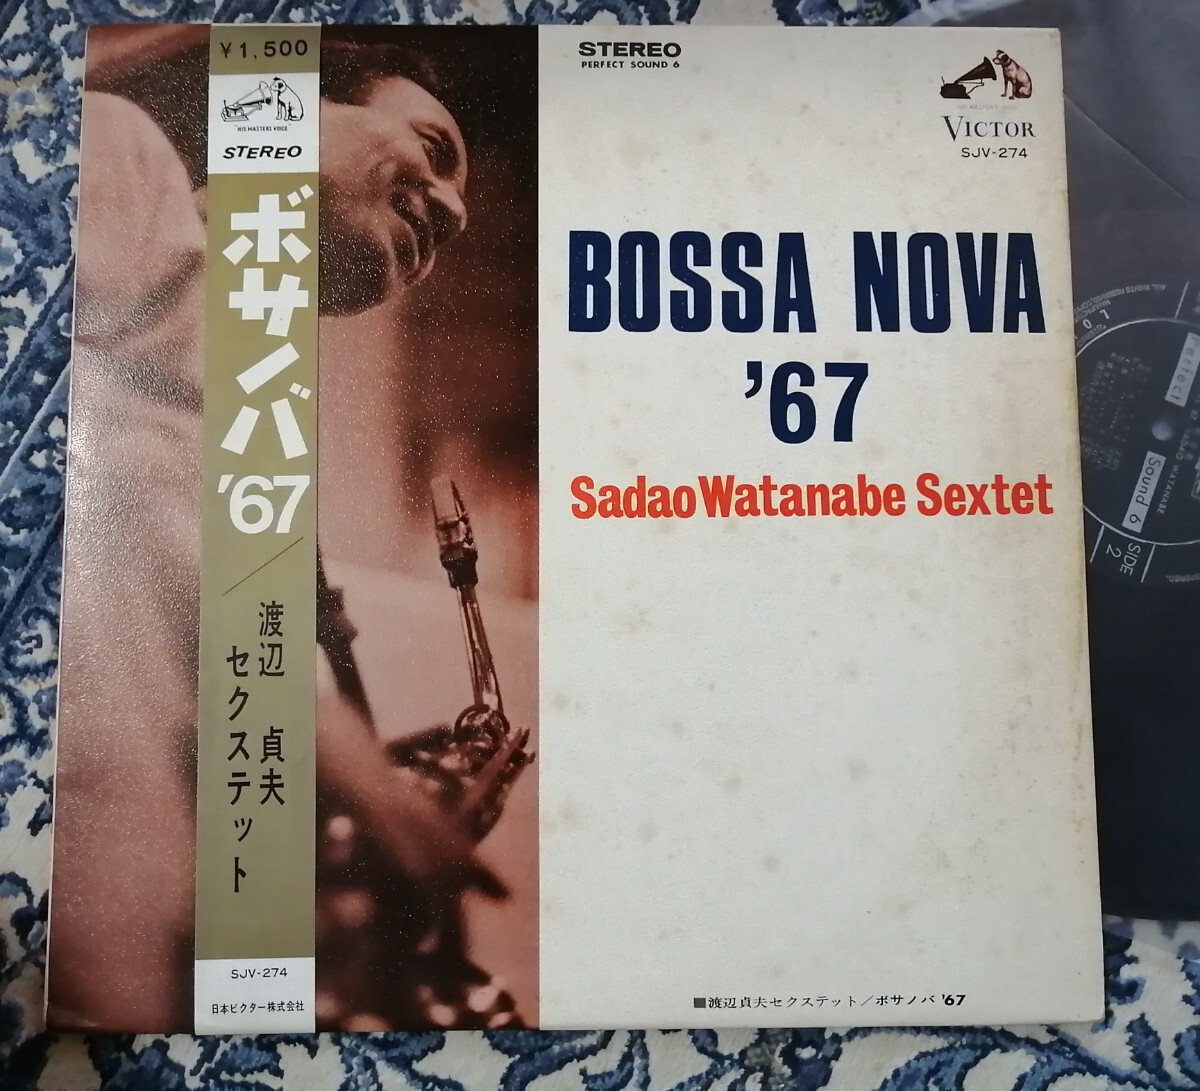 ¥1,500
"HIS MASTERS VOICE"
STEREO
ボサノバ
'67
渡辺 貞夫
セクステット
SJV-274
日本ビクター株式会社
STEREO
PERFECT SOUND 6
"HIS MASTER'S VOICE"
VICTOR
SJV-274
BOSSA NOVA
'67
Sadao Watanabe Sextet
■渡辺貞夫セクステット/ボサノバ '67
Perfect
Sound 6
SIDE
2